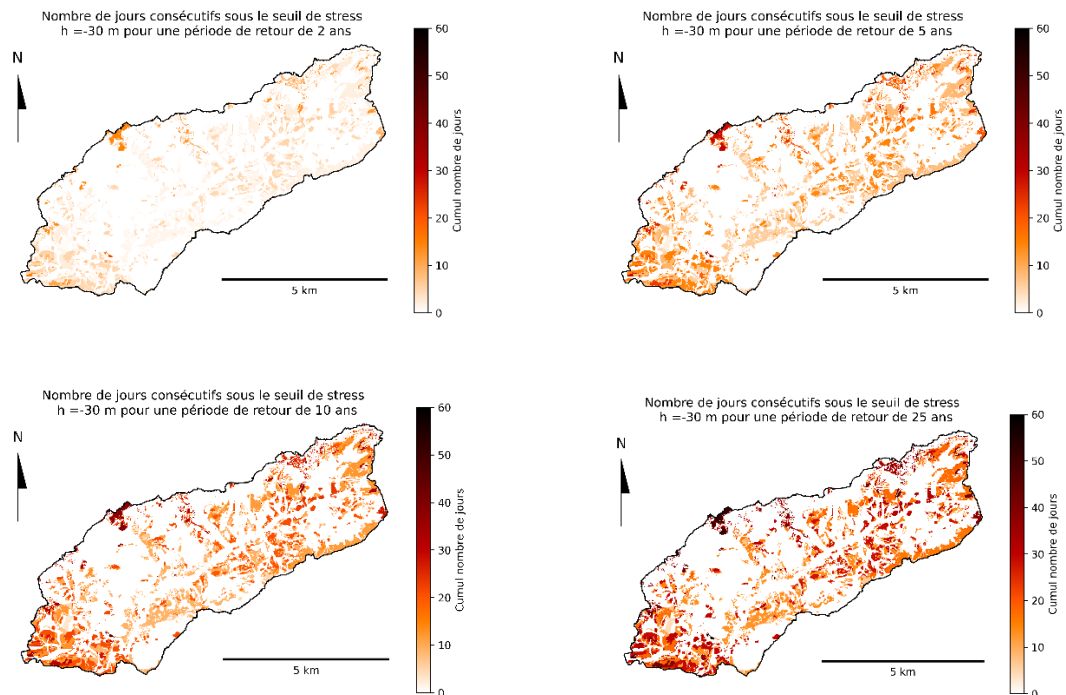 Nombre de jours consécutifs sous le seuil de stress
h =-30 m pour une période de retour de 2 ans
N
60
50
40
30
20
10
0
Cumul nombre de jours
5 km
Nombre de jours consécutifs sous le seuil de stress
h =-30 m pour une période de retour de 5 ans
N
60
50
40
30
20
10
0
Cumul nombre de jours
5 km
Nombre de jours consécutifs sous le seuil de stress
h =-30 m pour une période de retour de 10 ans
N
60
50
40
30
20
10
0
Cumul nombre de jours
5 km
Nombre de jours consécutifs sous le seuil de stress
h =-30 m pour une période de retour de 25 ans
N
60
50
40
30
20
10
0
Cumul nombre de jours
5 km